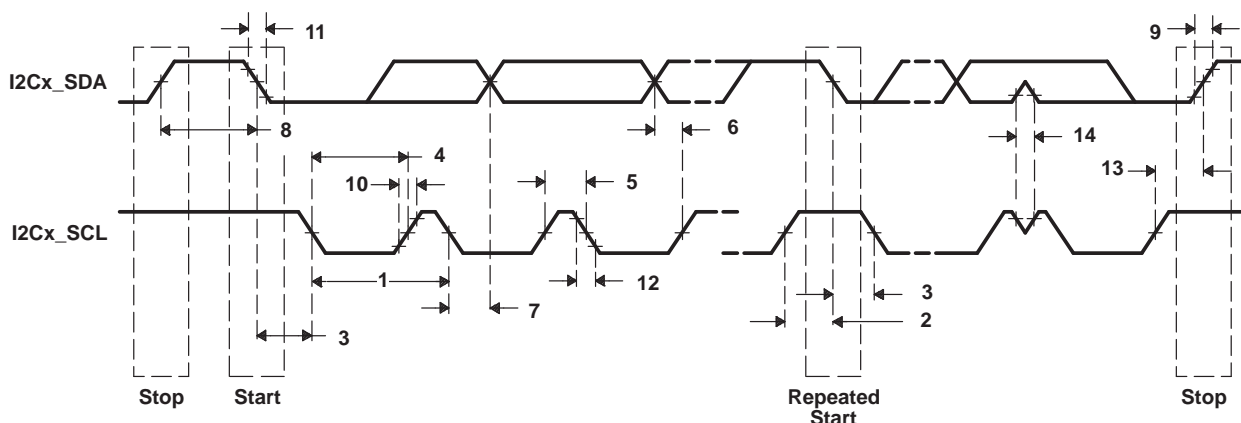 11
9
I2Cx_SDA
8
6
14
4
13
10
5
I2Cx_SCL
1
12
7
3
3
2
Stop
Start
Repeated
Start
Stop